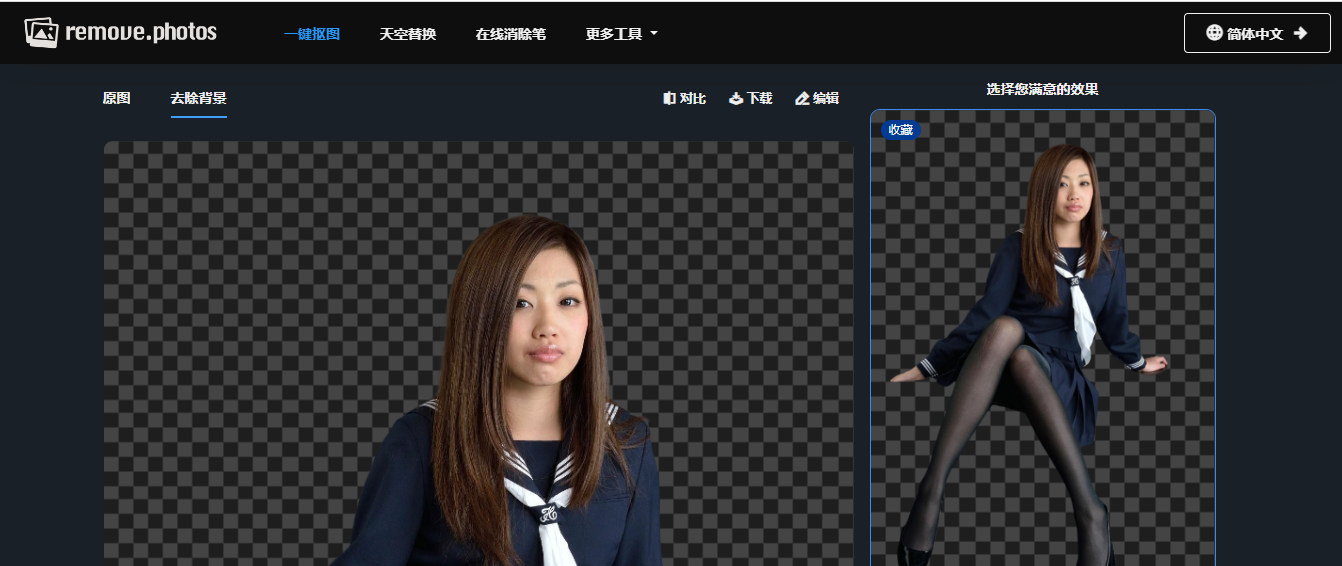 remove.photos
一键抠图
天空替换
在线消除笔
更多工具
简体中文
原图
去除背景
对比
下载
编辑
选择您满意的效果
收藏